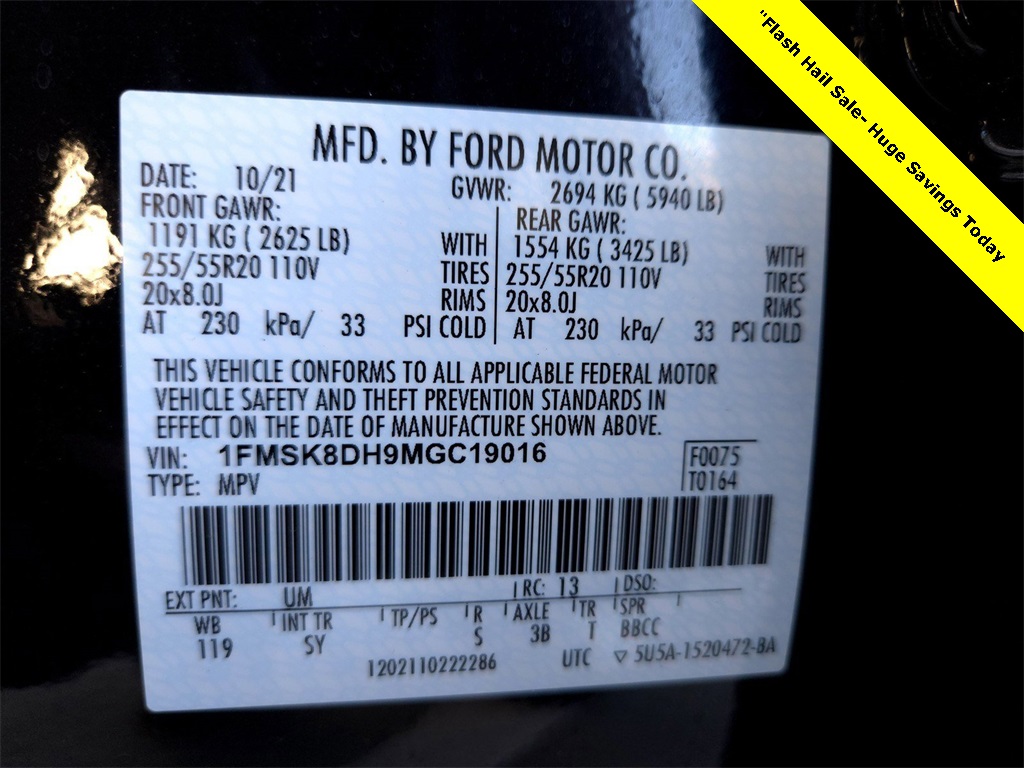 "Flash Hail Sale- Huge Savings Today
MFD. BY FORD MOTOR CO.
DATE: 10/21 GVWR: 2694 KG ( 5940 LB)
FRONT GAWR: REAR GAWR:
1191 KG ( 2625 LB) WITH 1554 KG ( 3425 LB) WITH
255/55R20 110V TIRES 255/55R20 110V TIRES
20x8.0J RIMS 20x8.0J RIMS
AT 230 kPa/ 33 PSI COLD AT 230 kPa/ 33 PSI COLD
THIS VEHICLE CONFORMS TO ALL APPLICABLE FEDERAL MOTOR
VEHICLE SAFETY AND THEFT PREVENTION STANDARDS IN
EFFECT ON THE DATE OF MANUFACTURE SHOWN ABOVE.
VIN: 1FMSK8DH9MGC19016 F0075
TYPE: MPV T0164
EXT PNT: UM RC: 13 DSO:
WB INT TR TP/PS R AXLE TR SPR
119 SY S 3B T BBCC
1202110222286 UTC ▽ 5U5A-1520472-BA